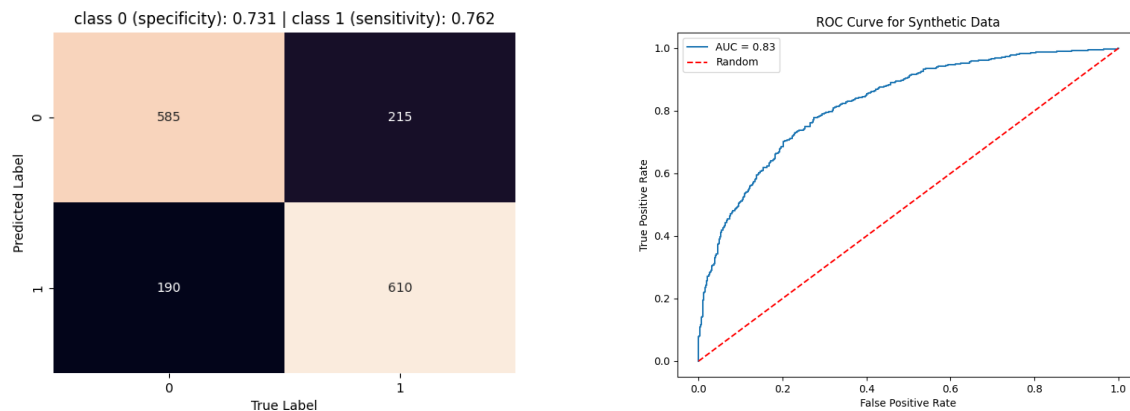 class 0 (specificity): 0.731 | class 1 (sensitivity): 0.762
0
585
215
Predicted Label
1
190
610
0
1
True Label
ROC Curve for Synthetic Data
AUC = 0.83
Random
1.0
0.8
0.6
0.4
0.2
0.0
True Positive Rate
0.0
0.2
0.4
0.6
0.8
1.0
False Positive Rate